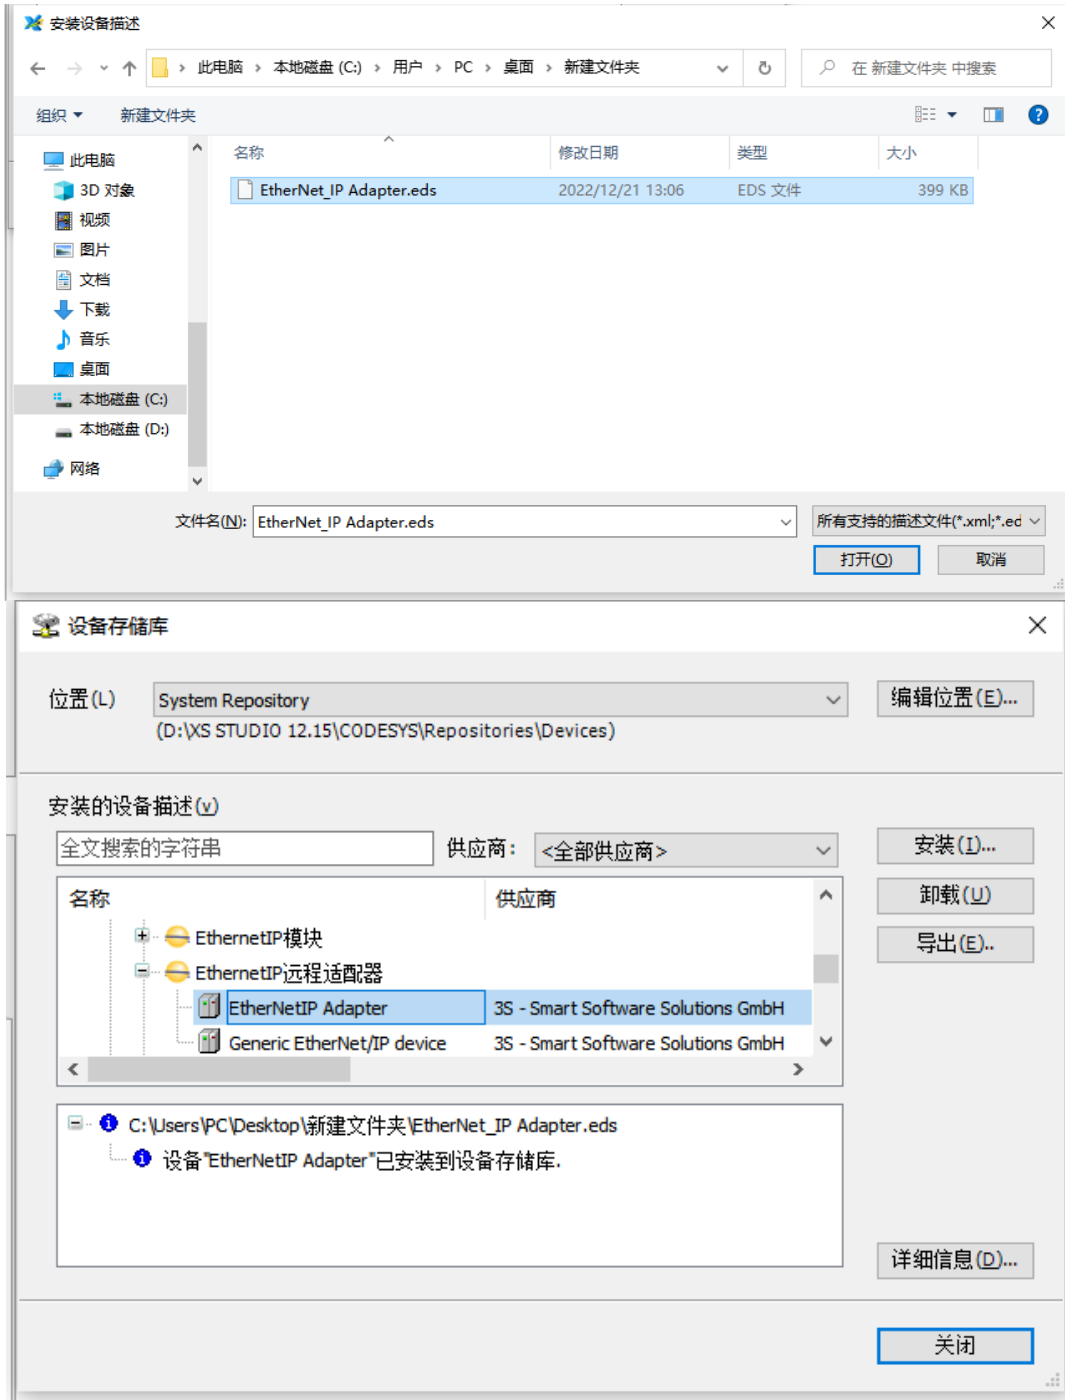 安装设备描述
此电脑 › 本地磁盘 (C:) › 用户 › PC › 桌面 › 新建文件夹
在 新建文件夹 中搜索
组织 新建文件夹
名称 修改日期 类型 大小
EtherNet_IP Adapter.eds 2022/12/21 13:06 EDS 文件 399 KB
此电脑
3D 对象
视频
图片
文档
下载
音乐
桌面
本地磁盘 (C:)
本地磁盘 (D:)
网络
文件名(N): EtherNet_IP Adapter.eds 所有支持的描述文件(*.xml;*.ed
打开(O) 取消
设备存储库
位置(L) System Repository 编辑位置(E)...
(D:\XS STUDIO 12.15\CODESYS\Repositories\Devices)
安装的设备描述(v)
全文搜索的字符串 供应商: <全部供应商> 安装(I)...
名称 供应商 卸载(U)
EthernetIP模块 导出(E)..
EthernetIP远程适配器
EtherNetIP Adapter 3S - Smart Software Solutions GmbH
Generic EtherNet/IP device 3S - Smart Software Solutions GmbH
C:\Users\PC\Desktop\新建文件夹\EtherNet_IP Adapter.eds
设备"EtherNetIP Adapter"已安装到设备存储库.
详细信息(D)...
关闭